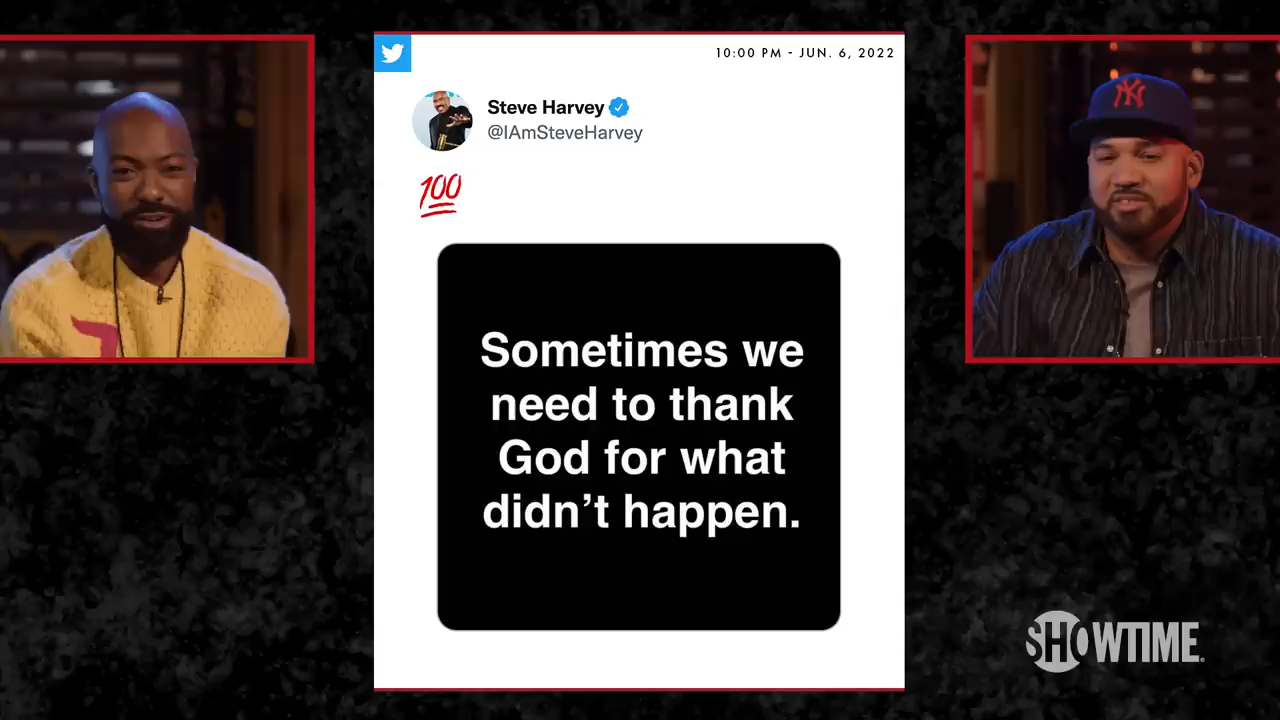 10:00 PM - JUN. 6, 2022
Steve Harvey
@IAmSteveHarvey
💯
Sometimes we
need to thank
God for what
didn't happen.
NY
SHOWTIME